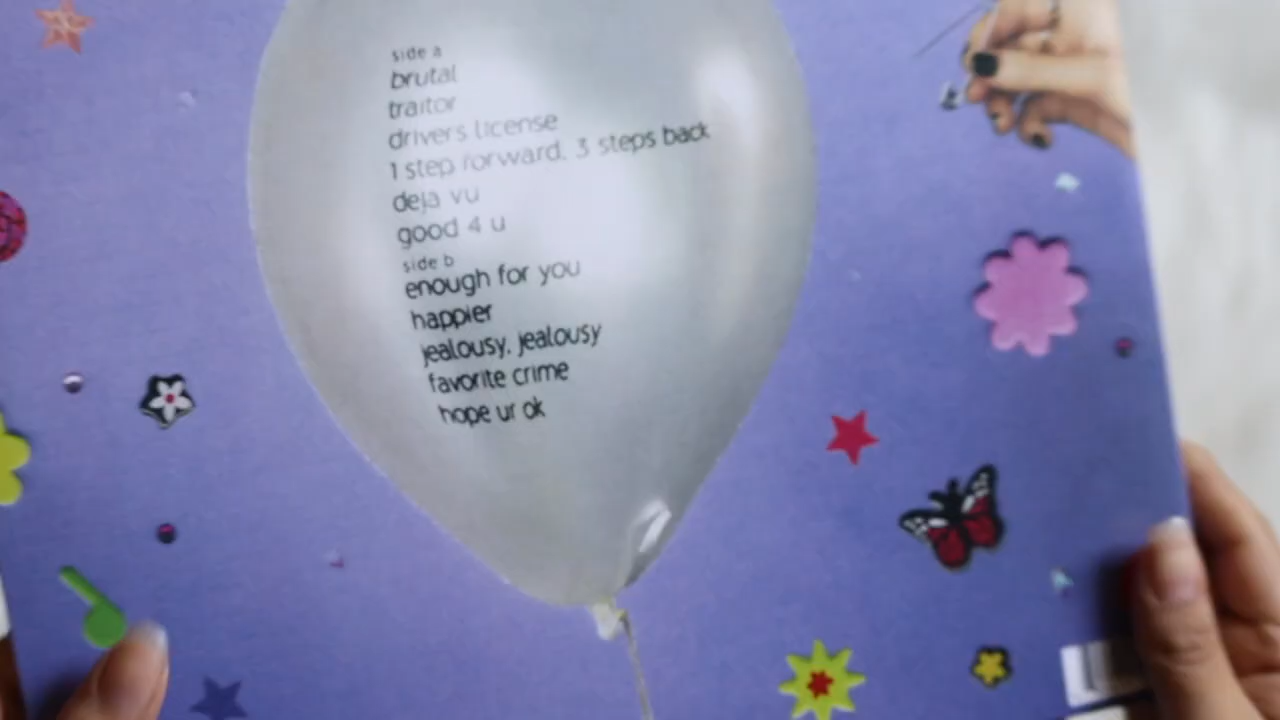 side a
brutal
traitor
drivers license
1 step forward, 3 steps back
deja vu
good 4 u
side b
enough for you
happier
jealousy, jealousy
favorite crime
hope ur ok